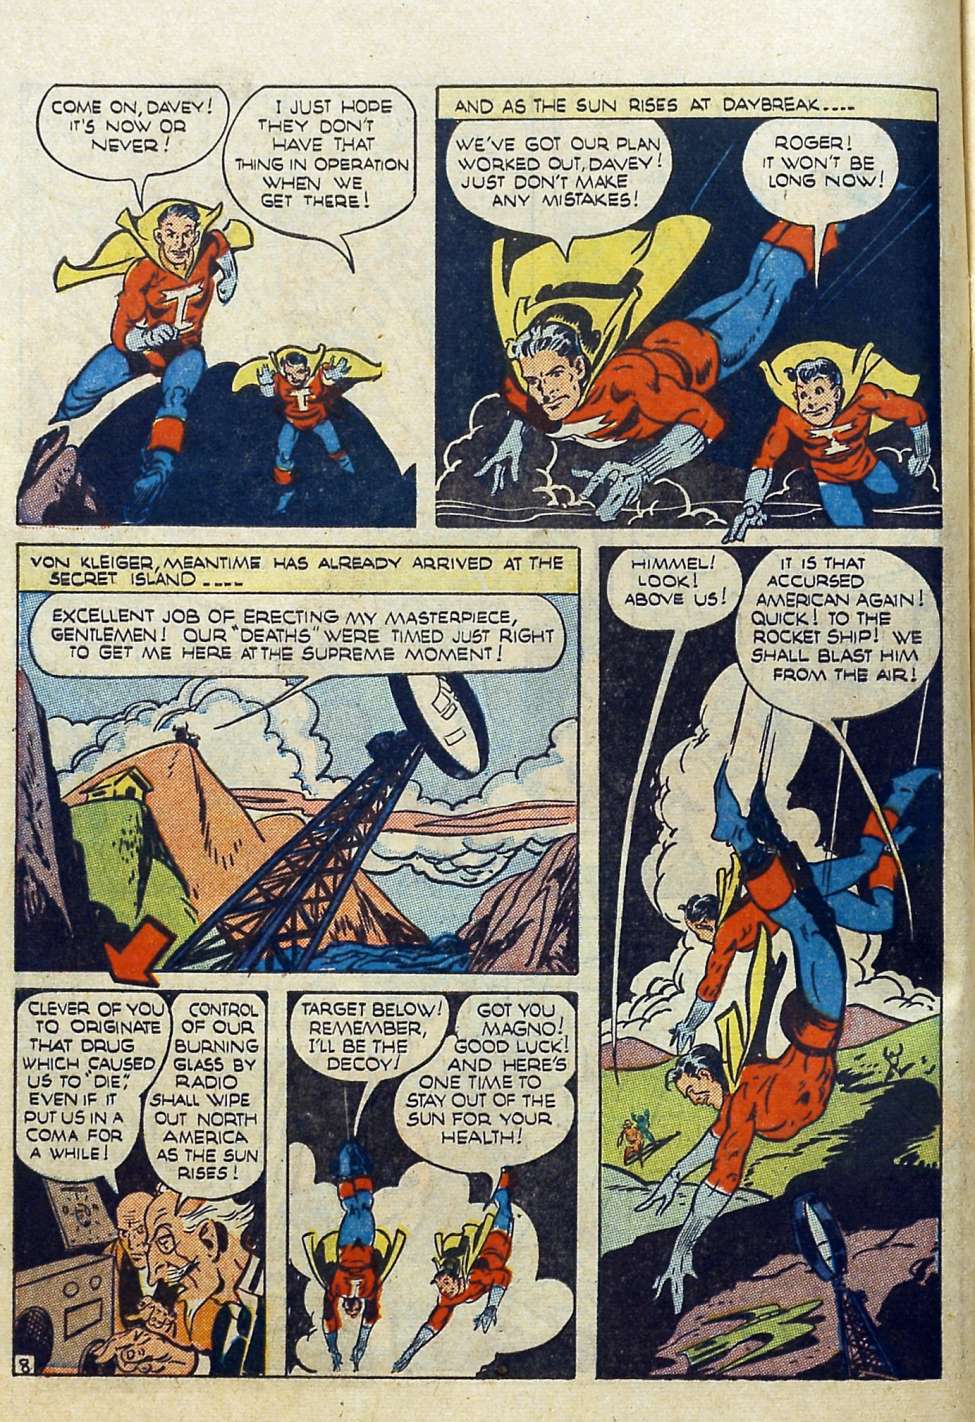 COME ON, DAVEY!
IT'S NOW OR
NEVER!
I JUST HOPE
THEY DON'T
HAVE THAT
THING IN OPERATION
WHEN WE
GET THERE!
T
T
AND AS THE SUN RISES AT DAYBREAK....
WE'VE GOT OUR PLAN
WORKED OUT, DAVEY!
JUST DON'T MAKE
ANY MISTAKES!
ROGER!
IT WON'T BE
LONG NOW!
T
VON KLEIGER, MEANTIME HAS ALREADY ARRIVED AT THE
SECRET ISLAND ....
EXCELLENT JOB OF ERECTING MY MASTERPIECE,
GENTLEMEN! OUR "DEATHS" WERE TIMED JUST RIGHT
TO GET ME HERE AT THE SUPREME MOMENT!
HIMMEL!
LOOK!
ABOVE US!
IT IS THAT
ACCURSED
AMERICAN AGAIN!
QUICK! TO THE
ROCKET SHIP! WE
SHALL BLAST HIM
FROM THE AIR!
CLEVER OF YOU
TO ORIGINATE
THAT DRUG
WHICH CAUSED
US TO "DIE",
EVEN IF IT
PUT US IN A
COMA FOR
A WHILE!
CONTROL
OF OUR
BURNING
GLASS BY
RADIO
SHALL WIPE
OUT NORTH
AMERICA
AS THE SUN
RISES!
TARGET BELOW!
REMEMBER,
I'LL BE THE
DECOY!
GOT YOU
MAGNO!
GOOD LUCK!
AND HERE'S
ONE TIME TO
STAY OUT OF THE
SUN FOR YOUR
HEALTH!
8